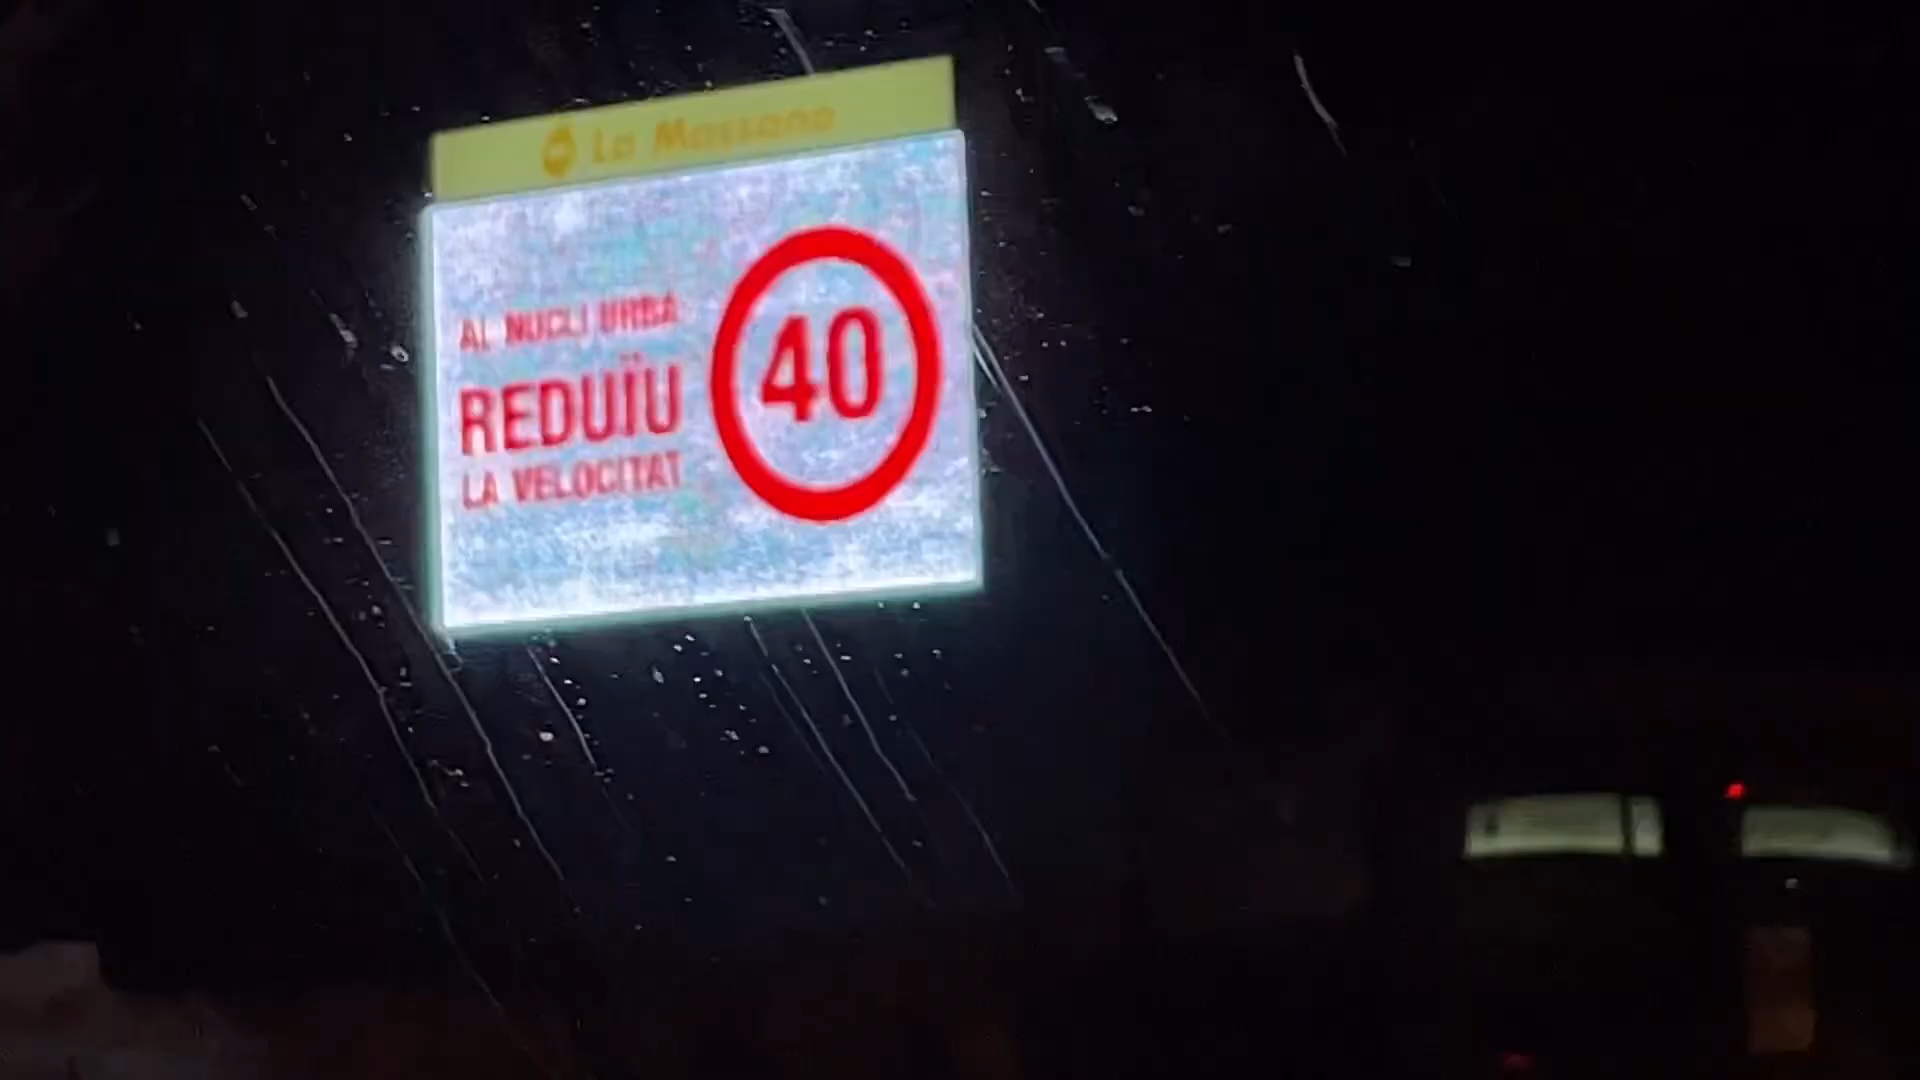 La Massana
AL NUCLI URBÀ
REDUÏU
LA VELOCITAT
40